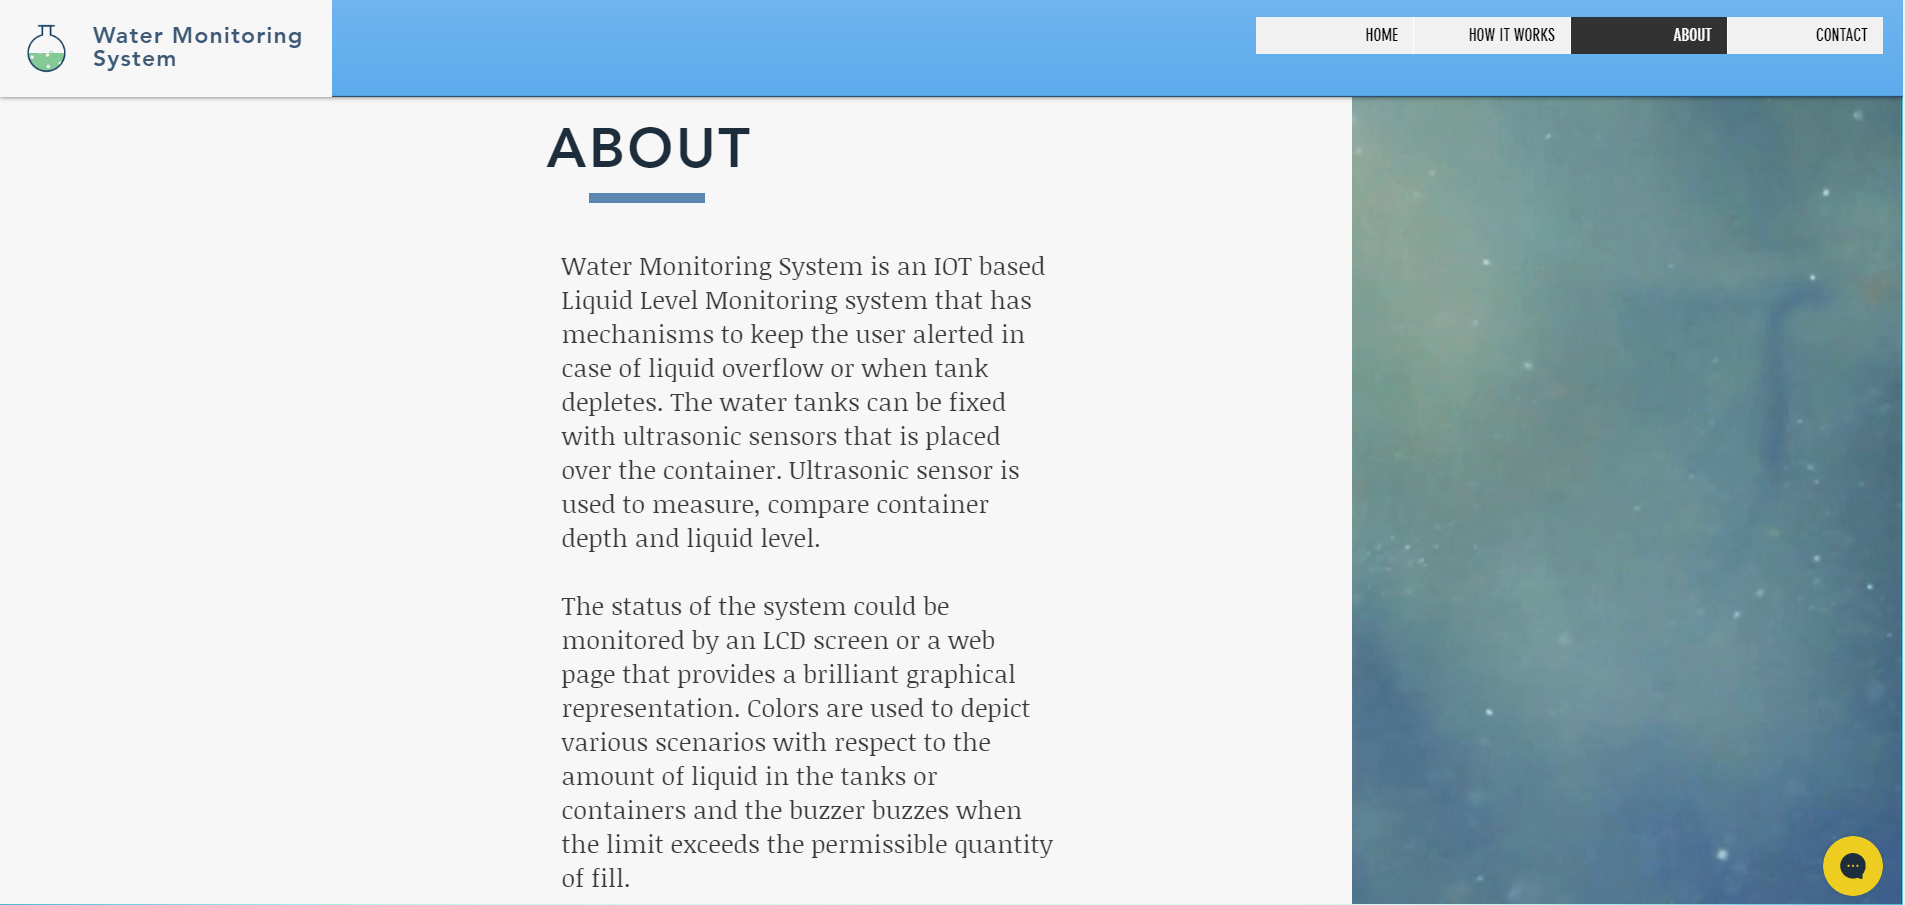 Water Monitoring
System
HOME
HOW IT WORKS
ABOUT
CONTACT
ABOUT
Water Monitoring System is an IOT based
Liquid Level Monitoring system that has
mechanisms to keep the user alerted in
case of liquid overflow or when tank
depletes. The water tanks can be fixed
with ultrasonic sensors that is placed
over the container. Ultrasonic sensor is
used to measure, compare container
depth and liquid level.
The status of the system could be
monitored by an LCD screen or a web
page that provides a brilliant graphical
representation. Colors are used to depict
various scenarios with respect to the
amount of liquid in the tanks or
containers and the buzzer buzzes when
the limit exceeds the permissible quantity
of fill.